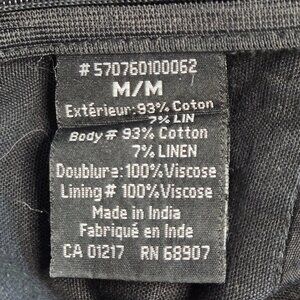 # 570760100062
M/M
Extérieur: 93% Coton
7% LIN
Body # 93% Cotton
7% LINEN
Doublure: 100% Viscose
Lining # 100% Viscose
Made in India
Fabriqué en Inde
CA 01217 RN 68907